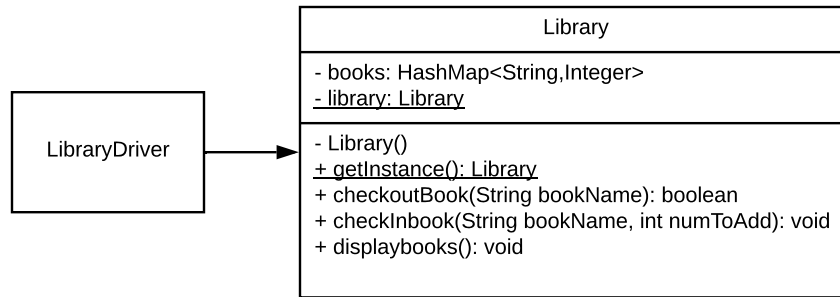 Library
- books: HashMap<String,Integer>
- library: Library
LibraryDriver
- Library()
+ getInstance(): Library
+ checkoutBook(String bookName): boolean
+ checkInbook(String bookName, int numToAdd): void
+ displaybooks(): void